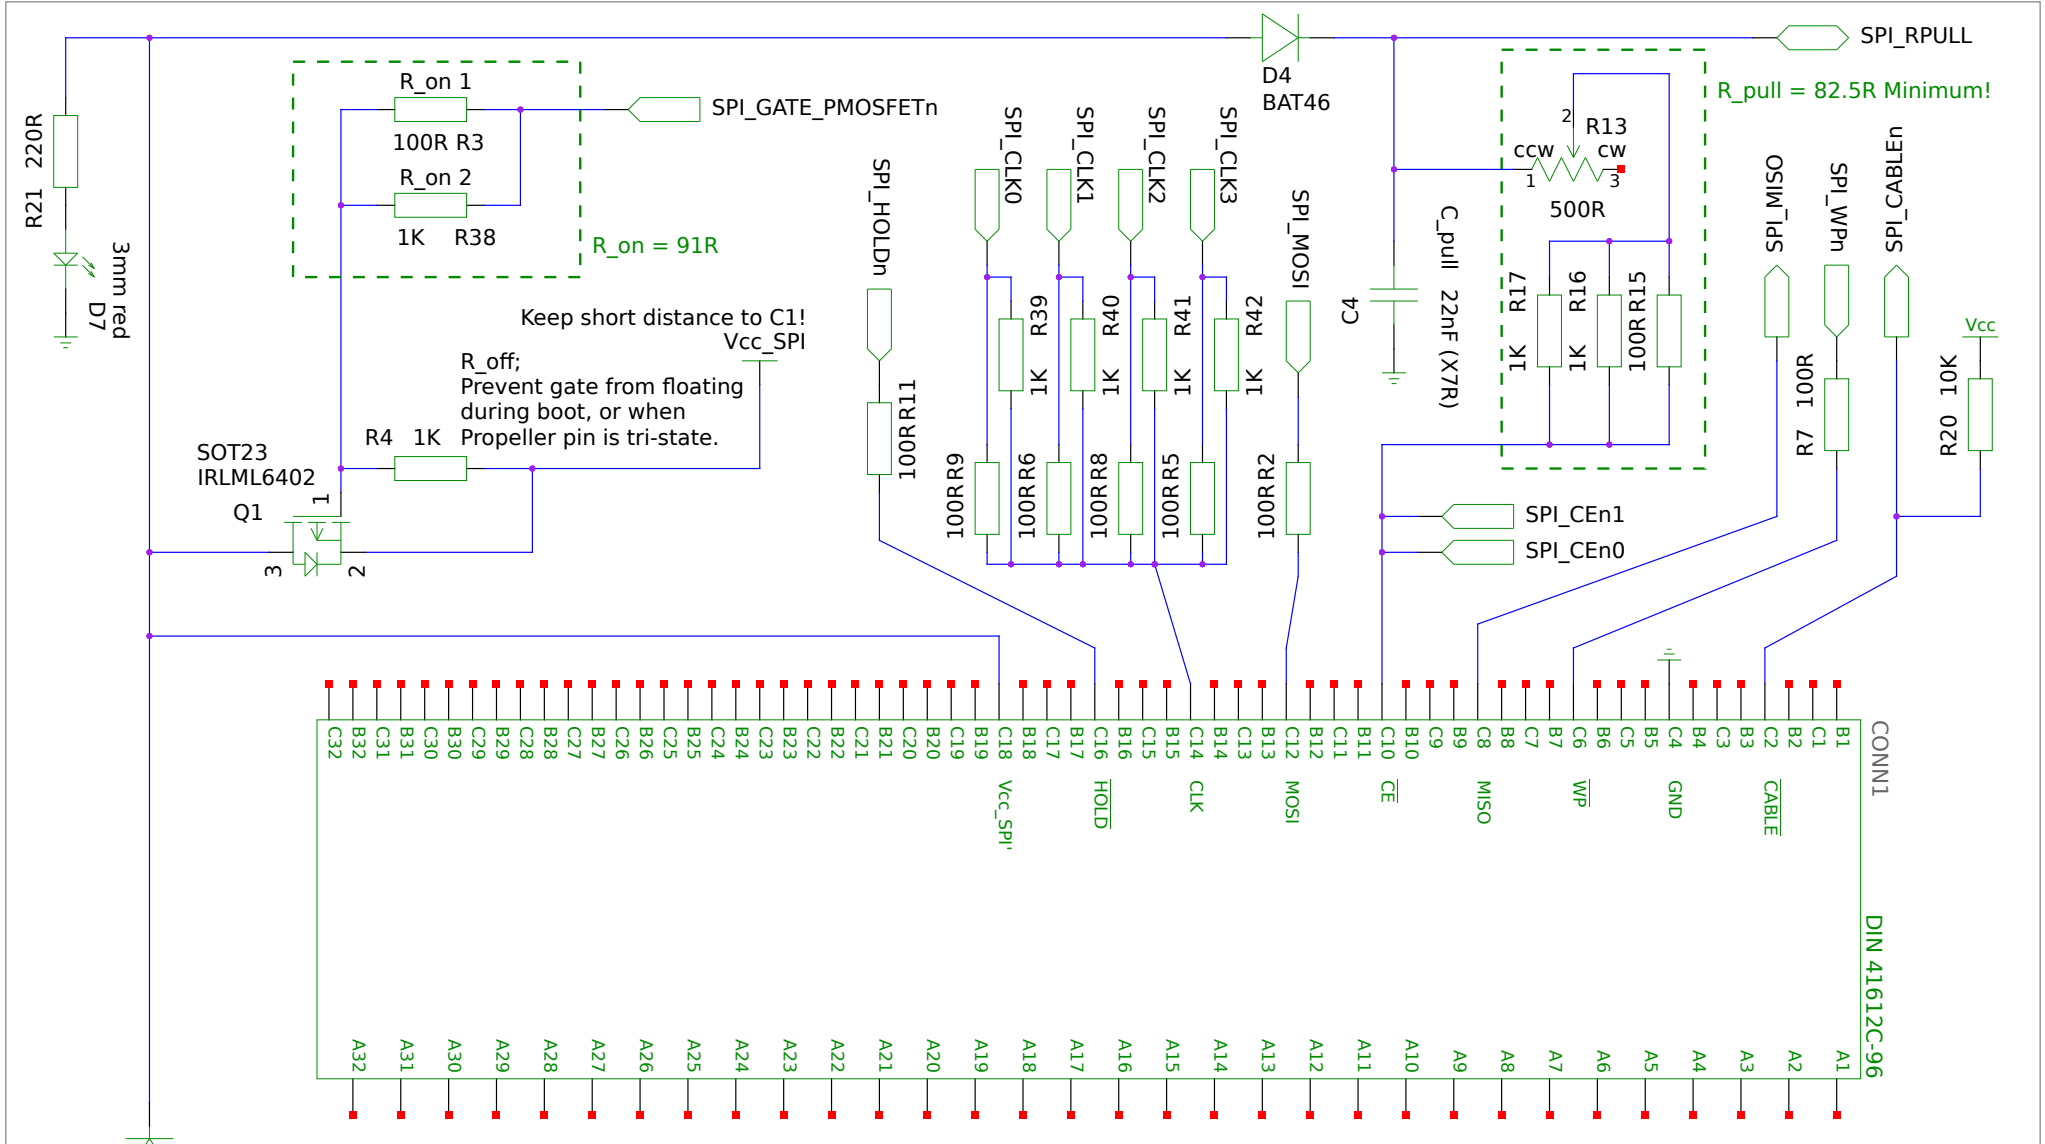 SPI_RPULL
D4
BAT46
R_pull = 82.5R Minimum!
R_on 1
100R R3
R_on 2
1K R38
R_on = 91R
SPI_GATE_PMOSFETn
R21 220R
3mm red
D7
Keep short distance to C1!
Vcc_SPI
R_off;
Prevent gate from floating
during boot, or when
Propeller pin is tri-state.
R4 1K
SOT23
IRLML6402
Q1
1
3
2
SPI_HOLDn
100R R11
SPI_CLK0
SPI_CLK1
SPI_CLK2
SPI_CLK3
1K R39
1K R40
1K R41
1K R42
100R R9
100R R6
100R R8
100R R5
SPI_MOSI
100R R2
C4
C_pull 22nF (X7R)
2
R13
ccw
cw
1
3
500R
1K R17
1K R16
100R R15
SPI_CEn1
SPI_CEn0
SPI_MISO
SPI_WPn
SPI_CABLEn
R7 100R
Vcc
R20 10K
C32
B32
C31
B31
C30
B30
C29
B29
C28
B28
C27
B27
C26
B26
C25
B25
C24
B24
C23
B23
C22
B22
C21
B21
C20
B20
C19
B19
C18
B18
C17
B17
C16
B16
C15
B15
C14
B14
C13
B13
C12
B12
C11
B11
C10
B10
C9
B9
C8
B8
C7
B7
C6
B6
C5
B5
C4
B4
C3
B3
C2
B2
C1
B1
CONN1
Vcc_SPI'
HOLD
CLK
MOSI
CE
MISO
WP
GND
CABLE
DIN 41612C-96
A32
A31
A30
A29
A28
A27
A26
A25
A24
A23
A22
A21
A20
A19
A18
A17
A16
A15
A14
A13
A12
A11
A10
A9
A8
A7
A6
A5
A4
A3
A2
A1